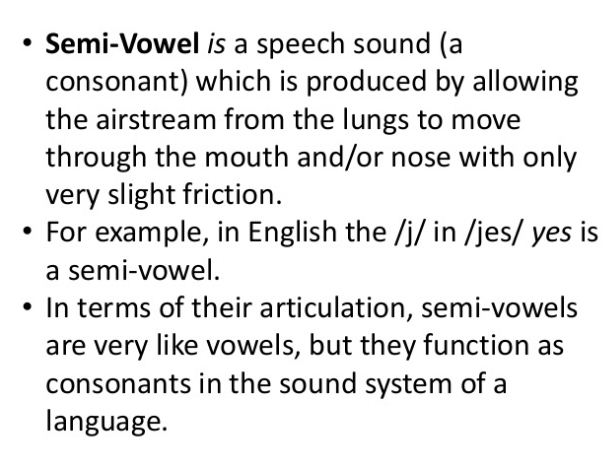 • Semi-Vowel is a speech sound (a
consonant) which is produced by allowing
the airstream from the lungs to move
through the mouth and/or nose with only
very slight friction.
• For example, in English the /j/ in /jes/ yes is
a semi-vowel.
• In terms of their articulation, semi-vowels
are very like vowels, but they function as
consonants in the sound system of a
language.